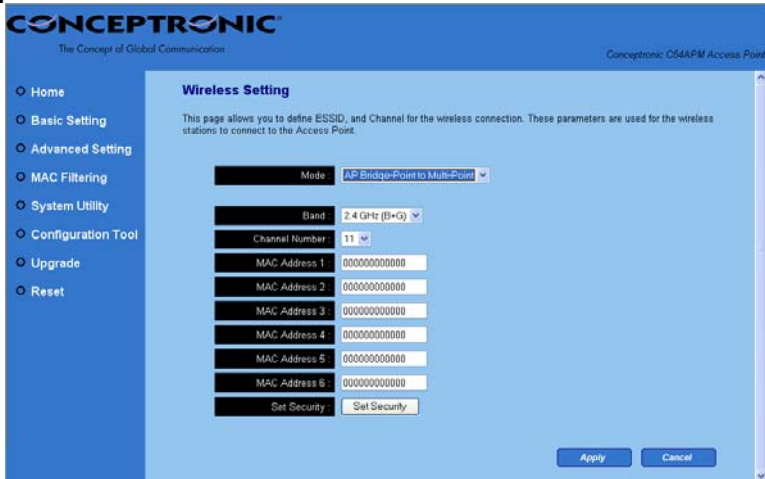 CONCEPTRONIC
The Concept of Global Communication
Conceptronic C54APM Access Point
Home
Basic Setting
Advanced Setting
MAC Filtering
System Utility
Configuration Tool
Upgrade
Reset
Wireless Setting
This page allows you to define ESSID, and Channel for the wireless connection. These parameters are used for the wireless
stations to connect to the Access Point.
Mode : AP Bridge-Point to Multi-Point
Band : 2.4 GHz (B+G)
Channel Number : 11
MAC Address 1 : 000000000000
MAC Address 2 : 000000000000
MAC Address 3 : 000000000000
MAC Address 4 : 000000000000
MAC Address 5 : 000000000000
MAC Address 6 : 000000000000
Set Security : Set Security
Apply Cancel